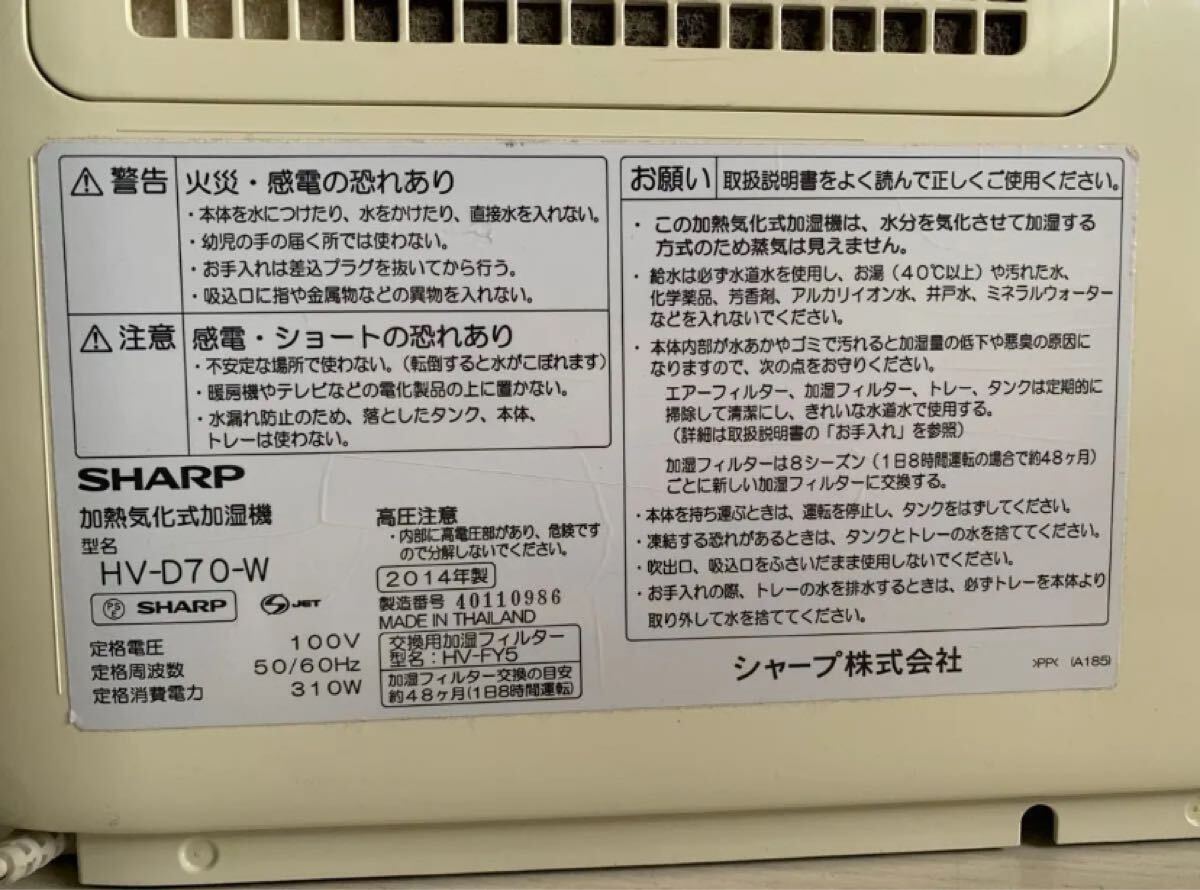 ⚠ 警告
火災・感電の恐れあり
・本体を水につけたり、水をかけたり、直接水を入れない。
・幼児の手の届く所では使わない。
・お手入れは差込プラグを抜いてから行う。
・吸込口に指や金属物などの異物を入れない。
⚠ 注意
感電・ショートの恐れあり
・不安定な場所で使わない。(転倒すると水がこぼれます)
・暖房機やテレビなどの電化製品の上に置かない。
・水漏れ防止のため、落としたタンク、本体、
トレーは使わない。
SHARP
加熱気化式加湿機
型名
HV-D70-W
PSE SHARP
S JET
定格電圧 100V
定格周波数 50/60Hz
定格消費電力 310W
高圧注意
・内部に高電圧部があり、危険です
ので分解しないでください。
2014年製
製造番号 40110986
MADE IN THAILAND
交換用加湿フィルター
型名:HV-FY5
加湿フィルター交換の目安
約48ヶ月(1日8時間運転)
お願い
取扱説明書をよく読んで正しくご使用ください。
・この加熱気化式加湿機は、水分を気化させて加湿する
方式のため蒸気は見えません。
・給水は必ず水道水を使用し、お湯(40℃以上)や汚れた水、
化学薬品、芳香剤、アルカリイオン水、井戸水、ミネラルウォーター
などを入れないでください。
・本体内部が水あかやゴミで汚れると加湿量の低下や悪臭の原因に
なりますので、次の点をお守りください。
エアーフィルター、加湿フィルター、トレー、タンクは定期的に
掃除して清潔にし、きれいな水道水で使用する。
(詳細は取扱説明書の「お手入れ」を参照)
加湿フィルターは8シーズン(1日8時間運転の場合で約48ヶ月)
ごとに新しい加湿フィルターに交換する。
・本体を持ち運ぶときは、運転を停止し、タンクをはずしてください。
・凍結する恐れがあるときは、タンクとトレーの水を捨ててください。
・吹出口、吸込口をふさいだまま使用しないでください。
・お手入れの際、トレーの水を排水するときは、必ずトレーを本体より
取り外して水を捨ててください。
シャープ株式会社
>PP< (A185)